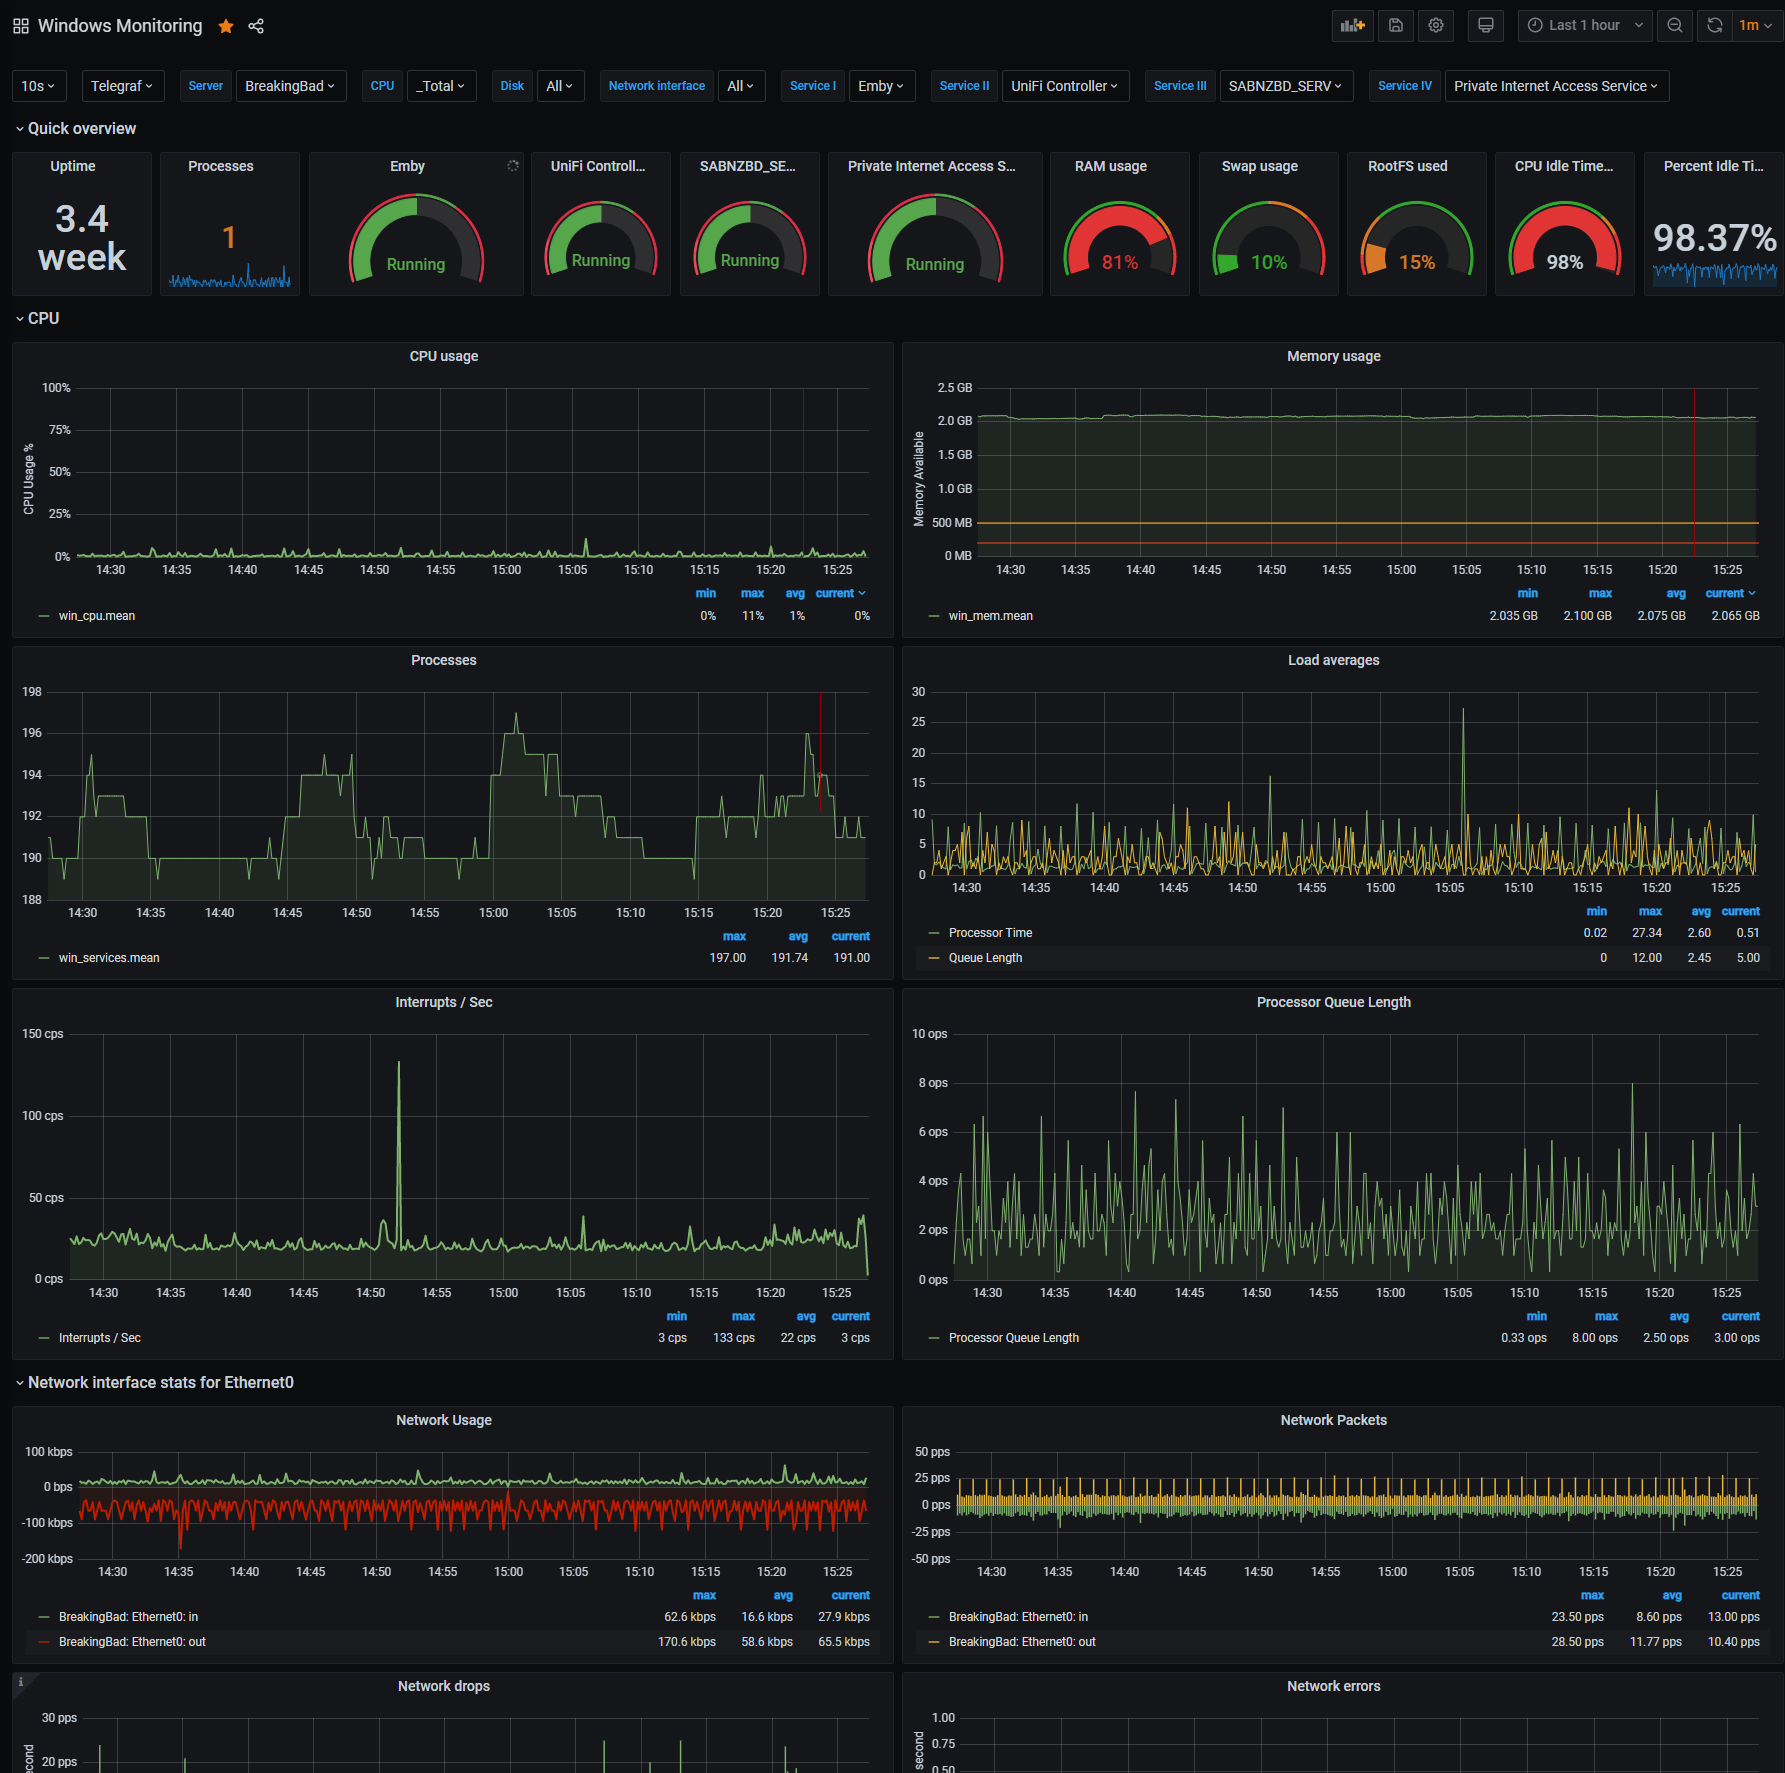 Windows Monitoring
Last 1 hour
1m
10s
Telegraf
Server BreakingBad
CPU _Total
Disk All
Network interface All
Service I Emby
Service II UniFi Controller
Service III SABNZBD_SERV
Service IV Private Internet Access Service
Quick overview
Uptime
3.4
week
Processes
1
Emby
Running
UniFi Controll...
Running
SABNZBD_SE...
Running
Private Internet Access S...
Running
RAM usage
81%
Swap usage
10%
RootFS used
15%
CPU Idle Time...
98%
Percent Idle Ti...
98.37%
CPU
CPU usage
CPU Usage %
100%
75%
50%
25%
0%
14:30 14:35 14:40 14:45 14:50 14:55 15:00 15:05 15:10 15:15 15:20 15:25
min max avg current
win_cpu.mean 0% 11% 1% 0%
Memory usage
Memory Available
2.5 GB
2.0 GB
1.5 GB
1.0 GB
500 MB
0 MB
14:30 14:35 14:40 14:45 14:50 14:55 15:00 15:05 15:10 15:15 15:20 15:25
min max avg current
win_mem.mean 2.035 GB 2.100 GB 2.075 GB 2.065 GB
Processes
198
196
194
192
190
188
14:30 14:35 14:40 14:45 14:50 14:55 15:00 15:05 15:10 15:15 15:20 15:25
max avg current
win_services.mean 197.00 191.74 191.00
Load averages
30
25
20
15
10
5
0
14:30 14:35 14:40 14:45 14:50 14:55 15:00 15:05 15:10 15:15 15:20 15:25
min max avg current
Processor Time 0.02 27.34 2.60 0.51
Queue Length 0 12.00 2.45 5.00
Interrupts / Sec
150 cps
100 cps
50 cps
0 cps
14:30 14:35 14:40 14:45 14:50 14:55 15:00 15:05 15:10 15:15 15:20 15:25
min max avg current
Interrupts / Sec 3 cps 133 cps 22 cps 3 cps
Processor Queue Length
10 ops
8 ops
6 ops
4 ops
2 ops
0 ops
14:30 14:35 14:40 14:45 14:50 14:55 15:00 15:05 15:10 15:15 15:20 15:25
min max avg current
Processor Queue Length 0.33 ops 8.00 ops 2.50 ops 3.00 ops
Network interface stats for Ethernet0
Network Usage
100 kbps
0 bps
-100 kbps
-200 kbps
14:30 14:35 14:40 14:45 14:50 14:55 15:00 15:05 15:10 15:15 15:20 15:25
max avg current
BreakingBad: Ethernet0: in 62.6 kbps 16.6 kbps 27.9 kbps
BreakingBad: Ethernet0: out 170.6 kbps 58.6 kbps 65.5 kbps
Network Packets
50 pps
25 pps
0 pps
-25 pps
-50 pps
14:30 14:35 14:40 14:45 14:50 14:55 15:00 15:05 15:10 15:15 15:20 15:25
max avg current
BreakingBad: Ethernet0: in 23.50 pps 8.60 pps 13.00 pps
BreakingBad: Ethernet0: out 28.50 pps 11.77 pps 10.40 pps
i
Network drops
30 pps
20 pps
Network errors
second
1.00
0.75
0.50